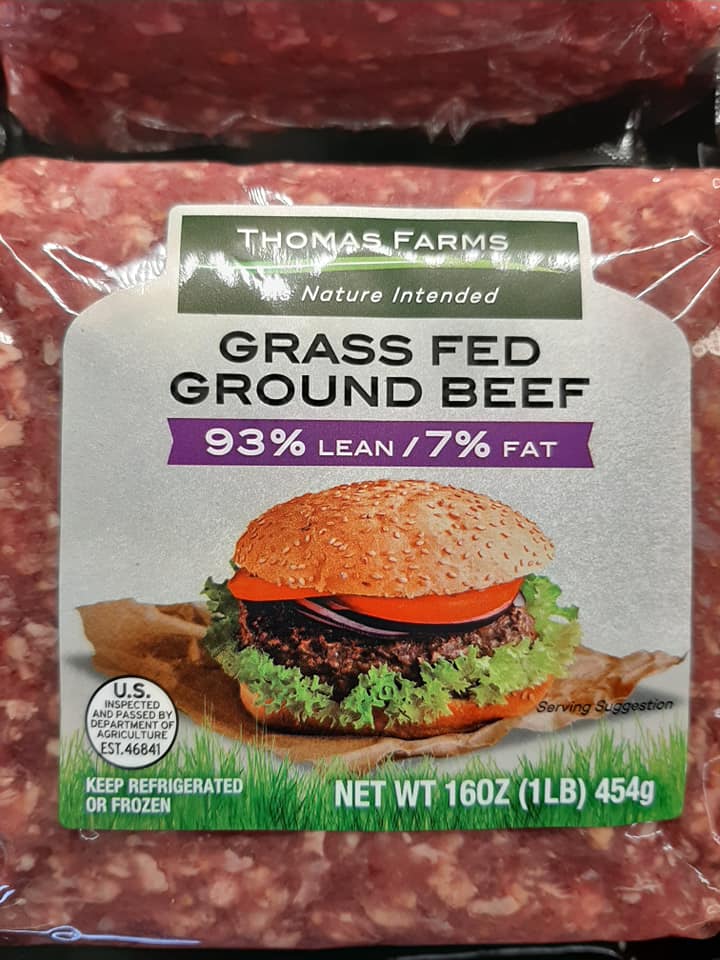 THOMAS FARMS
Nature Intended
GRASS FED
GROUND BEEF
93% LEAN / 7% FAT
Serving Suggestion
U.S.
INSPECTED
AND PASSED BY
DEPARTMENT OF
AGRICULTURE
EST.46841
KEEP REFRIGERATED
OR FROZEN
NET WT 16OZ (1LB) 454g